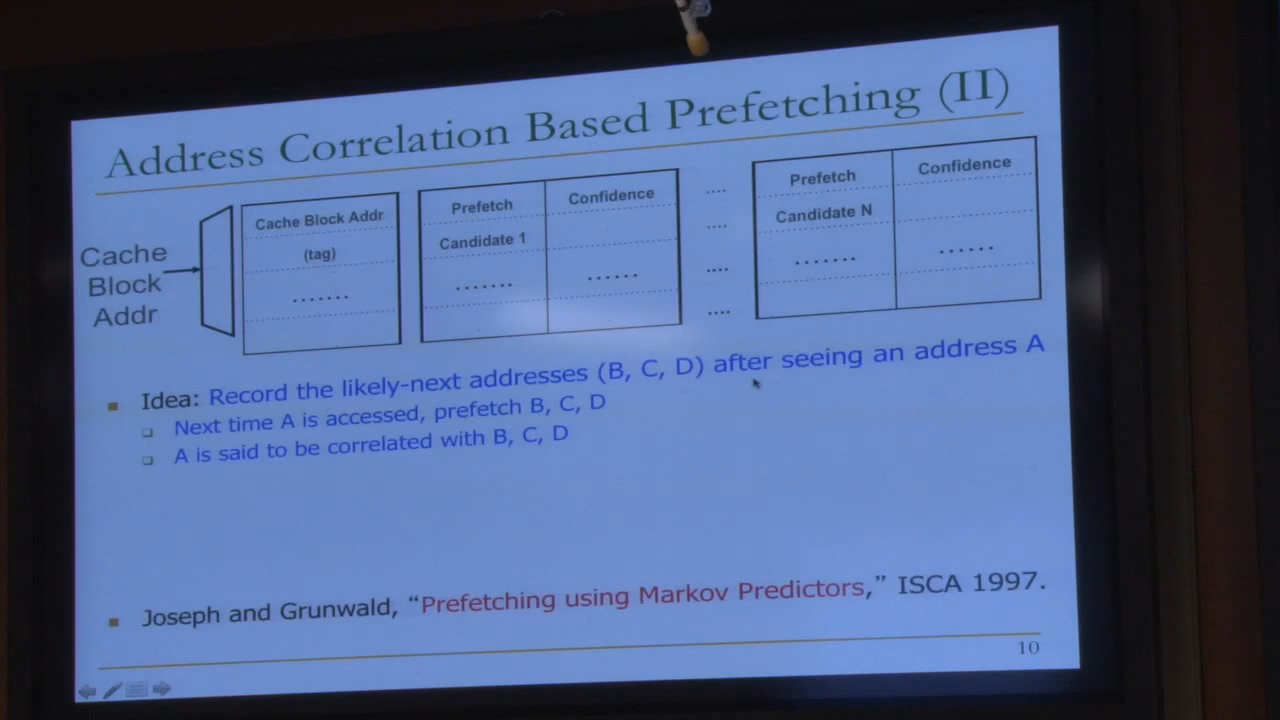 Address Correlation Based Prefetching (II)
Cache Block Addr
Cache Block Addr
(tag)
.......
Prefetch
Candidate 1
.......
Confidence
......
....
....
....
....
Prefetch
Candidate N
.......
Confidence
......
Idea: Record the likely-next addresses (B, C, D) after seeing an address A
Next time A is accessed, prefetch B, C, D
A is said to be correlated with B, C, D
Joseph and Grunwald, “Prefetching using Markov Predictors,” ISCA 1997.
10